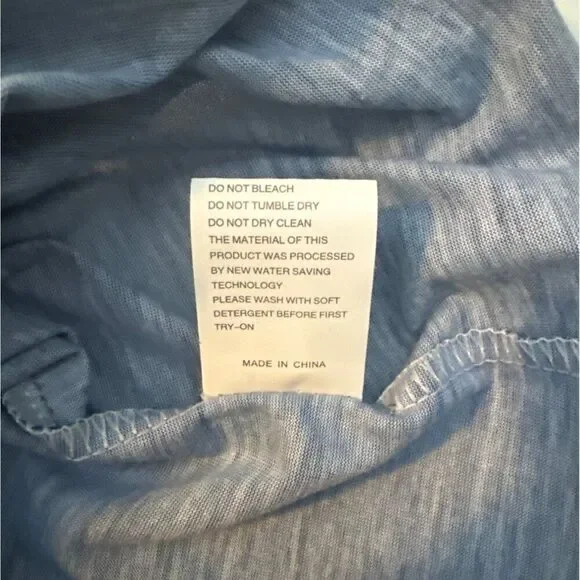 DO NOT BLEACH
DO NOT TUMBLE DRY
DO NOT DRY CLEAN
THE MATERIAL OF THIS
PRODUCT WAS PROCESSED
BY NEW WATER SAVING
TECHNOLOGY
PLEASE WASH WITH SOFT
DETERGENT BEFORE FIRST
TRY-ON
MADE IN CHINA